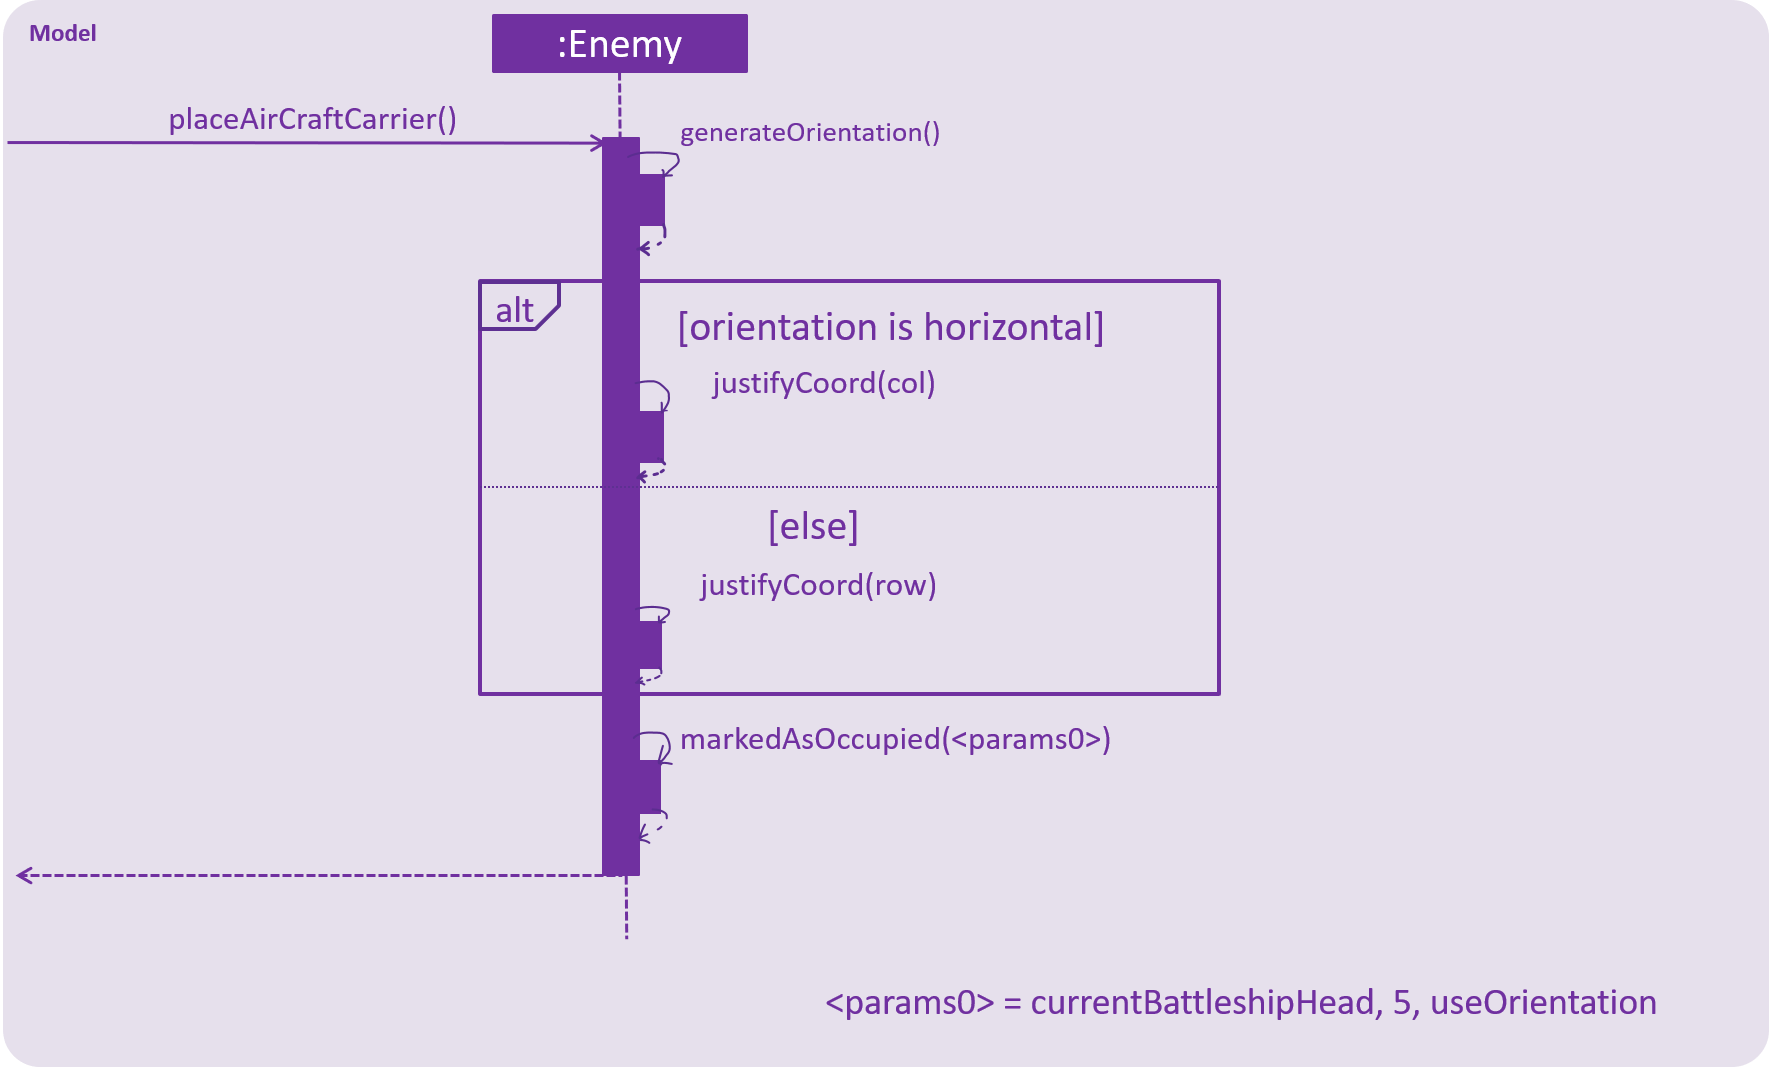 Model
:Enemy
placeAirCraftCarrier()
generateOrientation()
alt
[orientation is horizontal]
justifyCoord(col)
[else]
justifyCoord(row)
markedAsOccupied(<params0>)
<params0> = currentBattleshipHead, 5, useOrientation